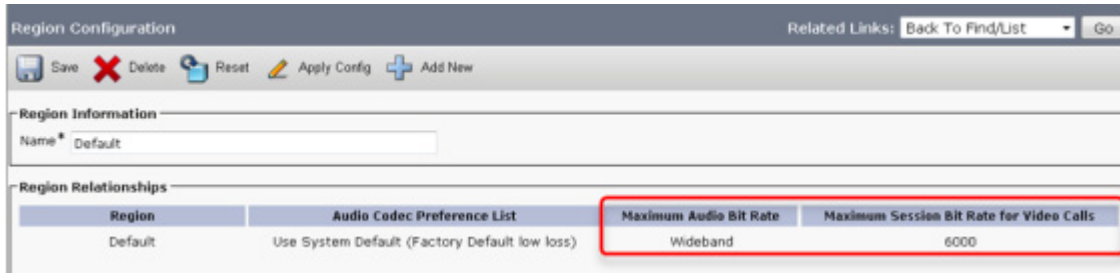 Region Configuration Related Links: Back To Find/List Go
Save Delete Reset Apply Config Add New
Region Information
Name* Default
Region Relationships
Region Audio Codec Preference List Maximum Audio Bit Rate Maximum Session Bit Rate for Video Calls
Default Use System Default (Factory Default low loss) Wideband 6000